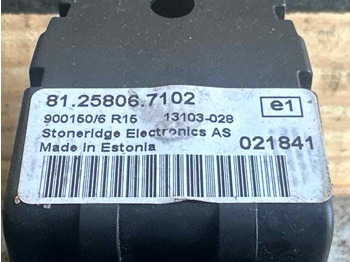 81.25806.7102
e1
900150/6 R15 13103-028
Stoneridge Electronics AS
Made in Estonia 021841